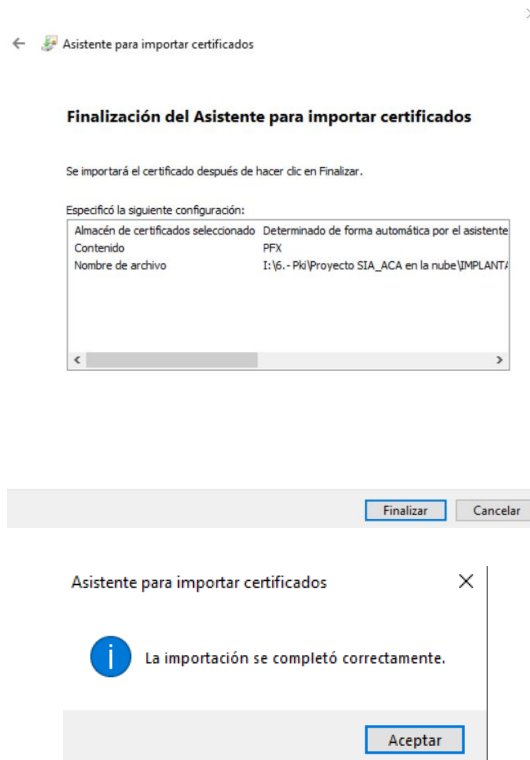 Asistente para importar certificados
Finalización del Asistente para importar certificados
Se importará el certificado después de hacer clic en Finalizar.
Especificó la siguiente configuración:
Almacén de certificados seleccionado Determinado de forma automática por el asistente
Contenido PFX
Nombre de archivo I:\6.- Pki\Proyecto SIA_ACA en la nube\IMPLANTA
Finalizar Cancelar
Asistente para importar certificados
La importación se completó correctamente.
Aceptar